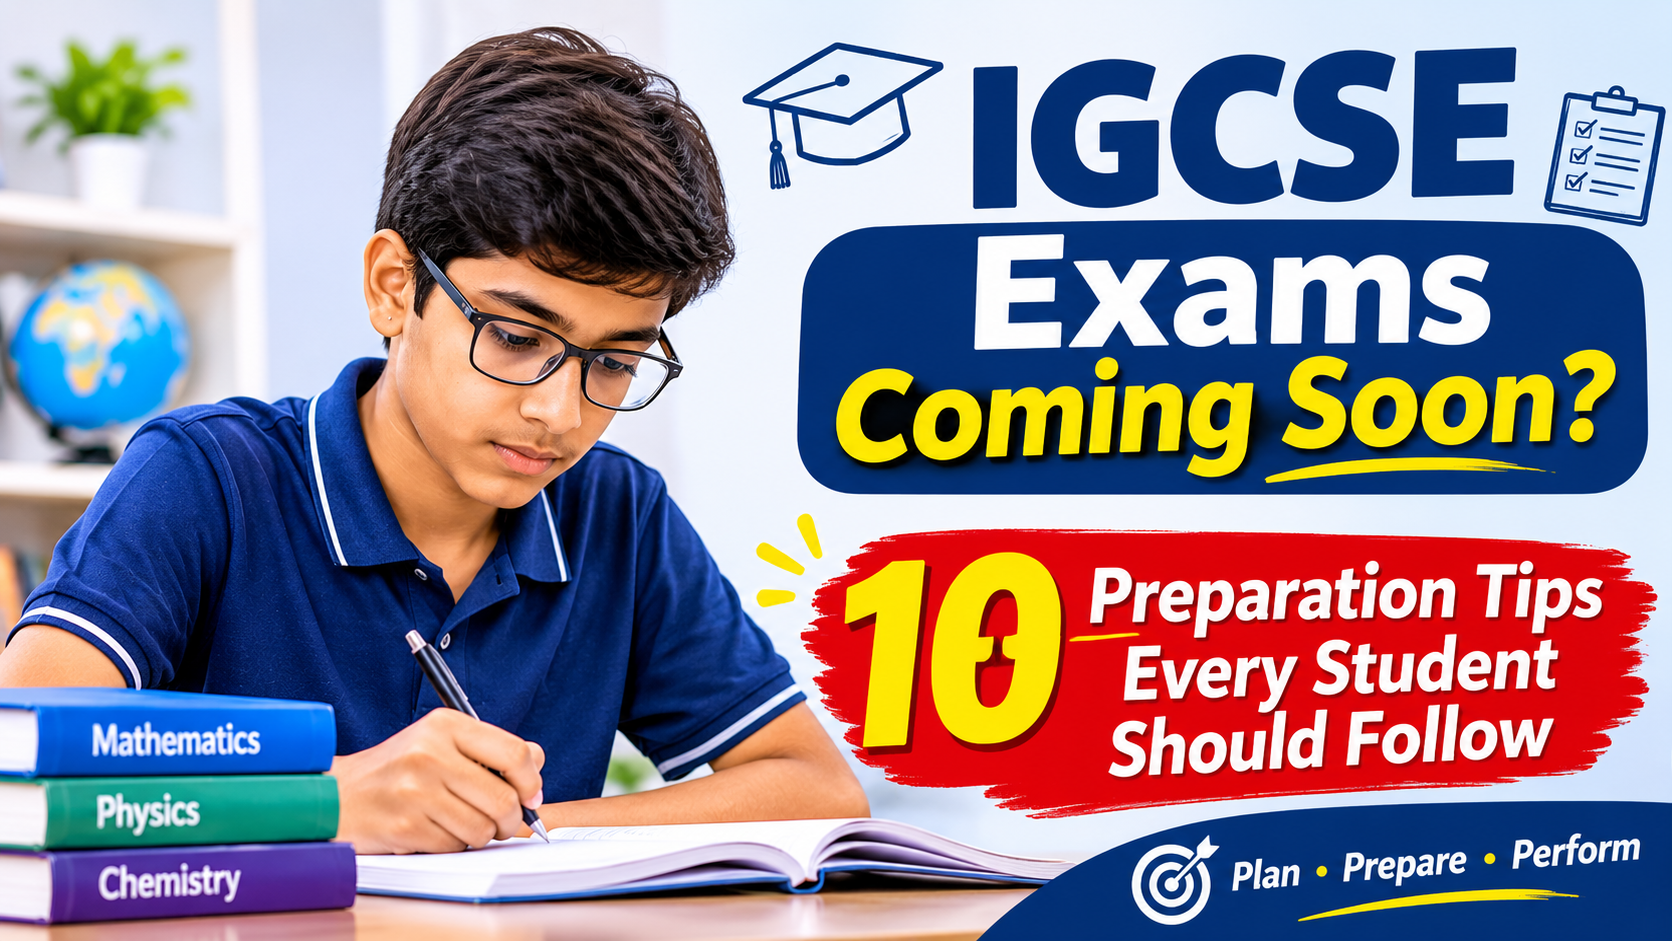 IGCSE
Exams
Coming Soon?
10
Preparation Tips
Every Student
Should Follow
Mathematics
Physics
Chemistry
Plan • Prepare • Perform